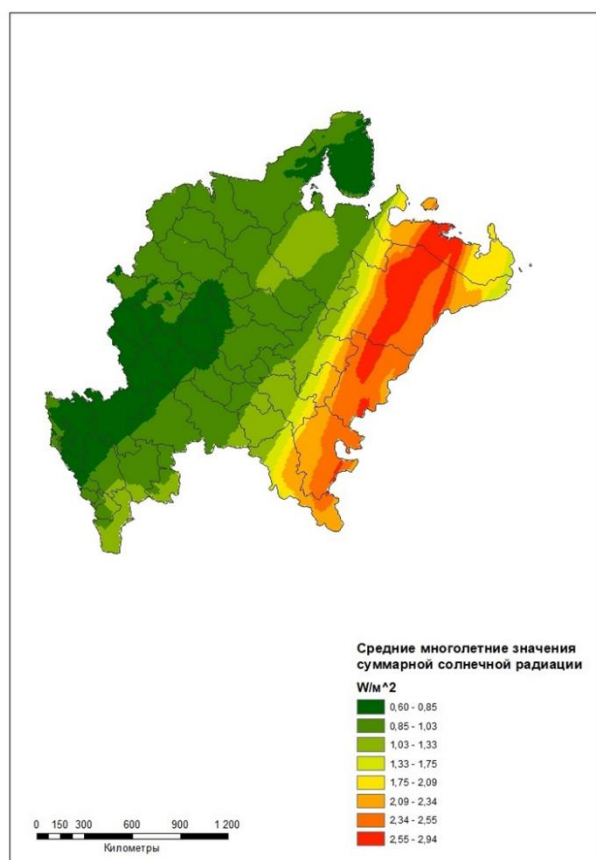 Средние многолетние значения
суммарной солнечной радиации
W/м^2
0,60 - 0,85
0,85 - 1,03
1,03 - 1,33
1,33 - 1,75
1,75 - 2,09
2,09 - 2,34
2,34 - 2,55
2,55 - 2,94
0 150 300 600 900 1 200
Километры